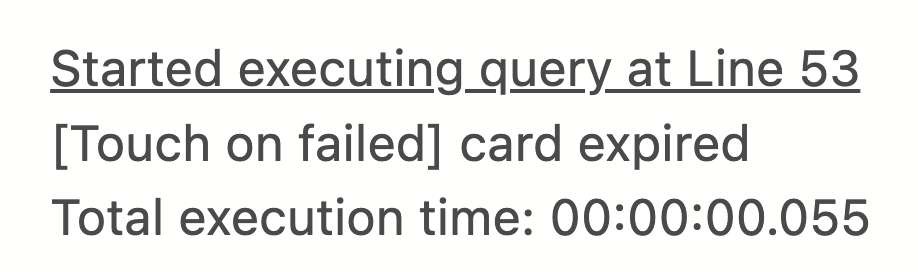 Started executing query at Line 53
[Touch on failed] card expired
Total execution time: 00:00:00.055